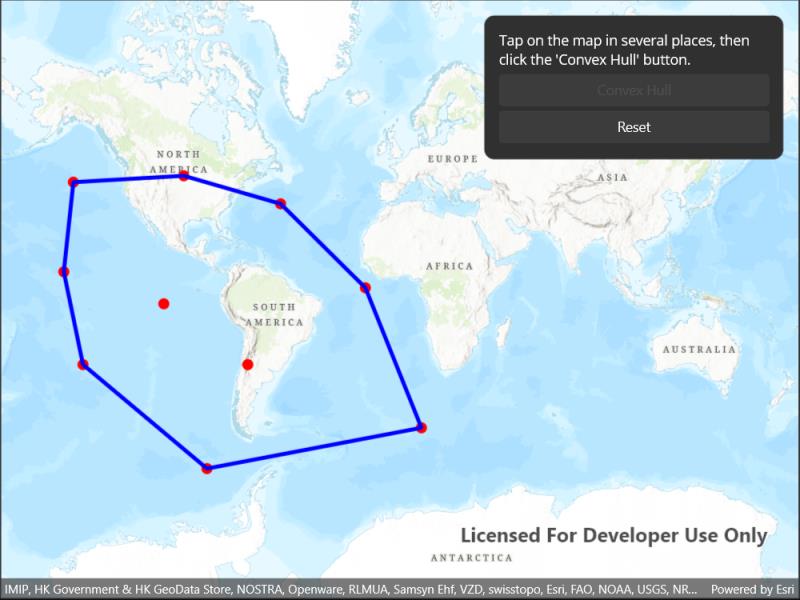 Tap on the map in several places, then
click the 'Convex Hull' button.
Convex Hull
Reset
NORTH
AMERICA
EUROPE
ASIA
AFRICA
SOUTH
AMERICA
AUSTRALIA
Licensed For Developer Use Only
ANTARCTICA
IMIP, HK Government & HK GeoData Store, NOSTRA, Openware, RLMUA, Samsyn Ehf, VZD, swisstopo, Esri, FAO, NOAA, USGS, NR... Powered by Esri